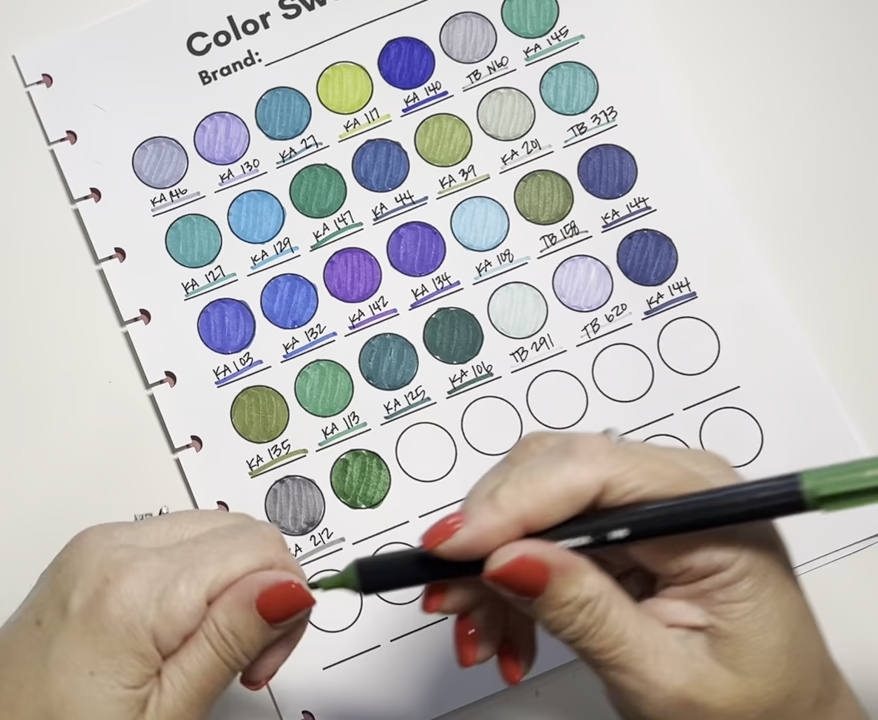 Color Sw
Brand:
KA 146 KA 130 KA 27 KA 117 KA 140 TB N60 KA 145
KA 127 KA 129 KA 147 KA 44 KA 39 KA 201 TB 373
KA 103 KA 132 KA 142 KA 134 KA 108 TB 158 KA 144
KA 135 KA 113 KA 125 KA 106 TB 291 TB 620 KA 144
KA 212